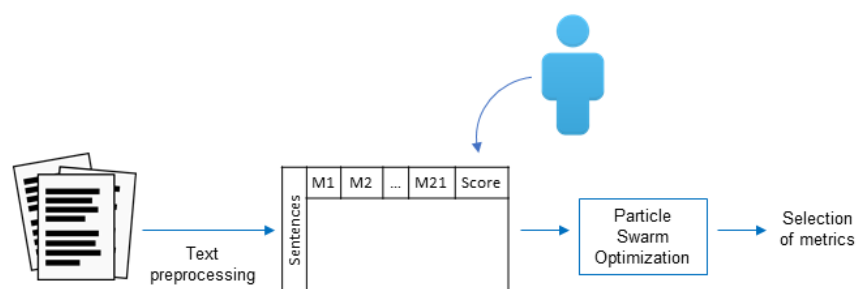 Text
preprocessing
Sentences
M1 M2 ... M21 Score
Particle
Swarm
Optimization
Selection
of metrics